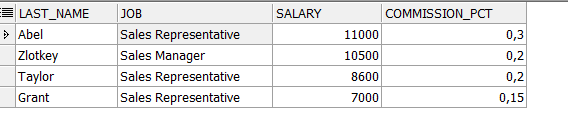 LAST_NAME JOB SALARY COMMISSION_PCT
Abel Sales Representative 11000 0,3
Zlotkey Sales Manager 10500 0,2
Taylor Sales Representative 8600 0,2
Grant Sales Representative 7000 0,15